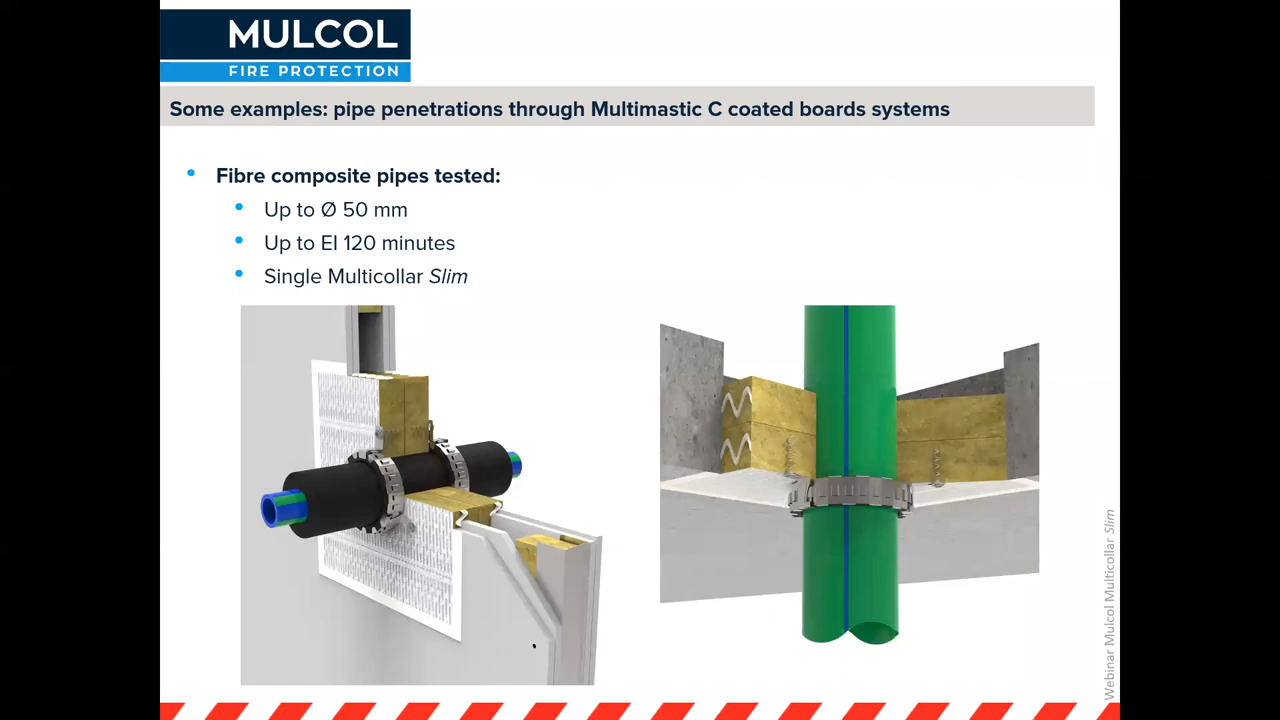 MULCOL
FIRE PROTECTION
Some examples: pipe penetrations through Multimastic C coated boards systems
Fibre composite pipes tested:
Up to Ø 50 mm
Up to EI 120 minutes
Single Multicollar Slim
Webinar Mulcol Multicollar Slim